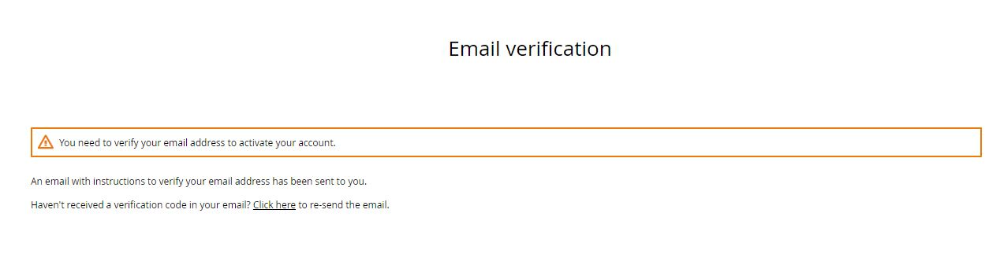 Email verification
You need to verify your email address to activate your account.
An email with instructions to verify your email address has been sent to you.
Haven't received a verification code in your email? Click here to re-send the email.